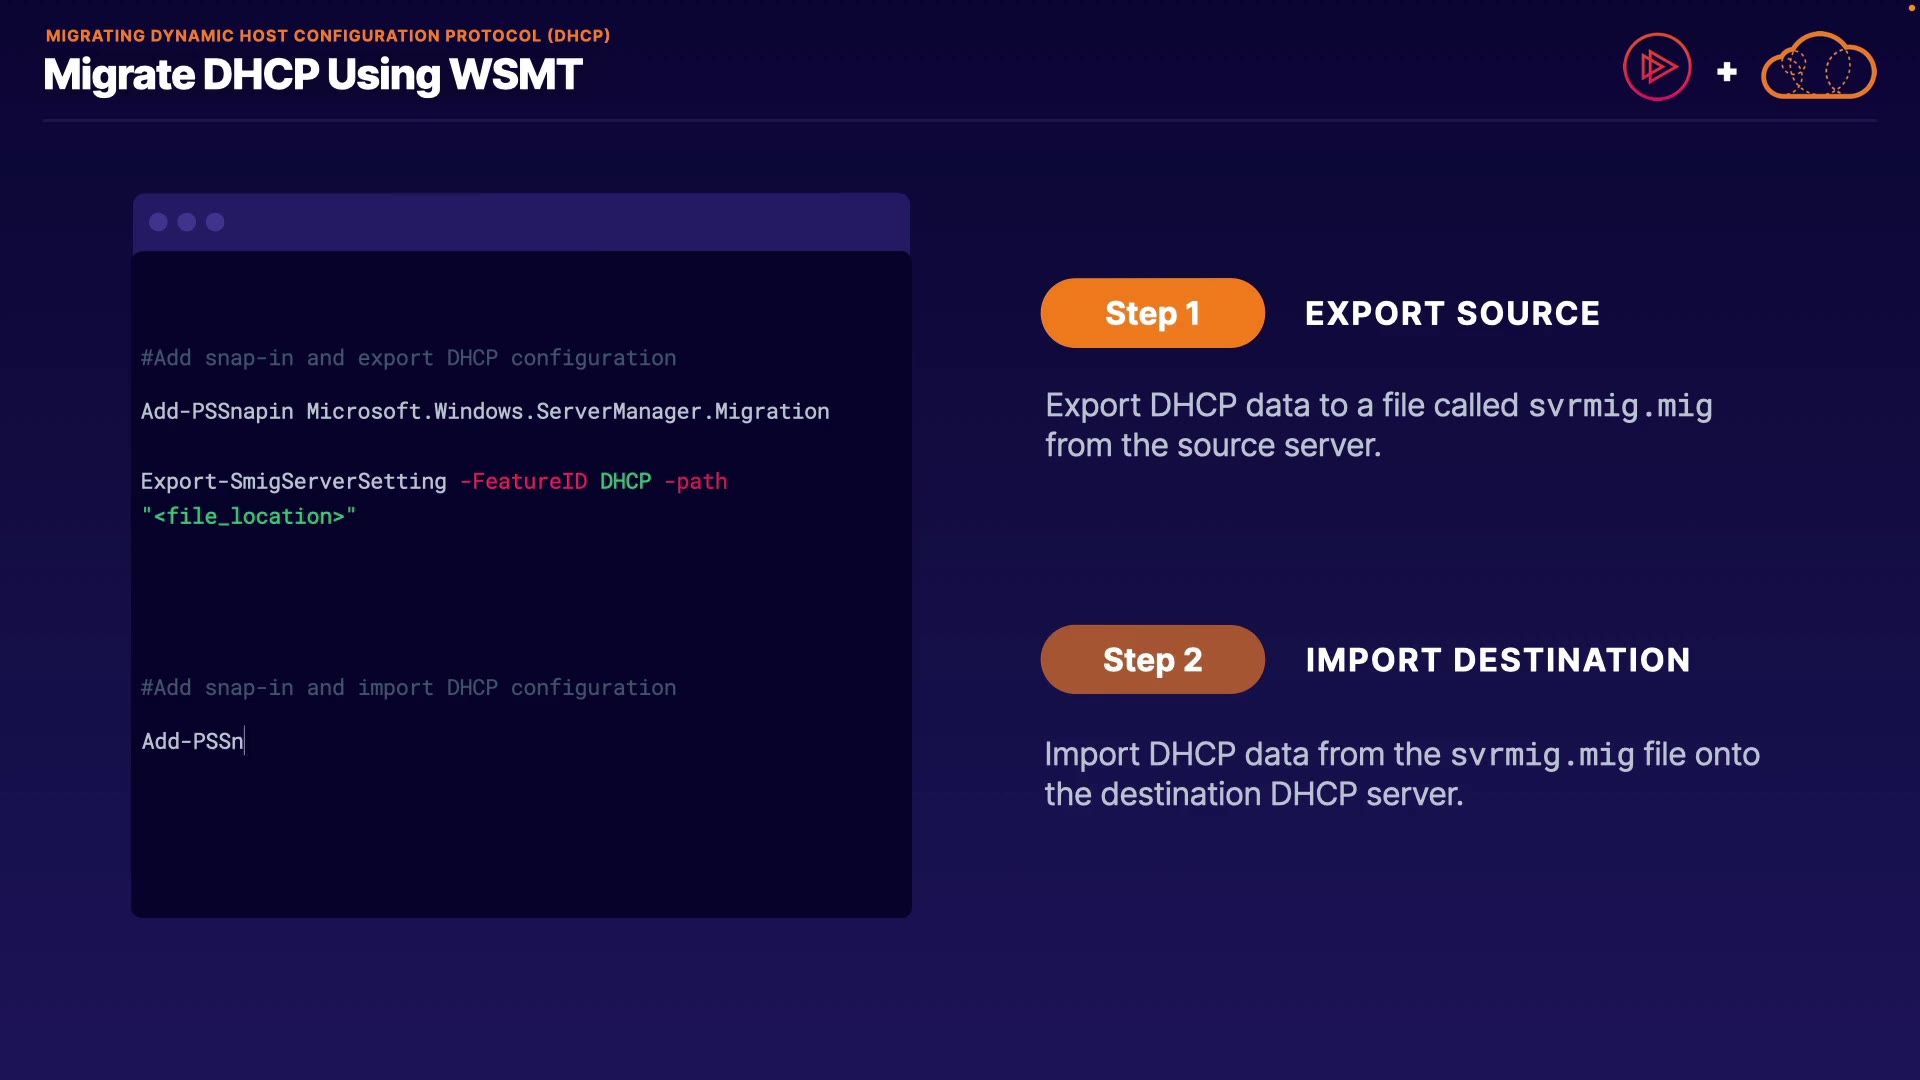 MIGRATING DYNAMIC HOST CONFIGURATION PROTOCOL (DHCP)
Migrate DHCP Using WSMT
#Add snap-in and export DHCP configuration
Add-PSSnapin Microsoft.Windows.ServerManager.Migration
Export-SmigServerSetting -FeatureID DHCP -path
"<file_location>"
#Add snap-in and import DHCP configuration
Add-PSSn
Step 1
EXPORT SOURCE
Export DHCP data to a file called svrmig.mig
from the source server.
Step 2
IMPORT DESTINATION
Import DHCP data from the svrmig.mig file onto
the destination DHCP server.